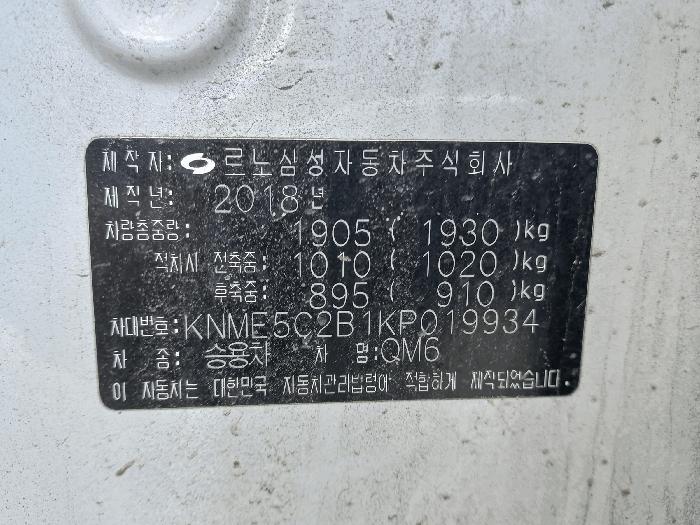 제 작 자: 르노삼성자동차주식회사
제 작 년: 2018년
차량총중량: 1905 ( 1930 )kg
적차시 전축중: 1010 ( 1020 )kg
후축중: 895 ( 910 )kg
차대번호: KNME5C2B1KP019934
차 종: 승용차 차 명:QM6
이 자동차는 대한민국 자동차관리법령에 적합하게 제작되었습니다.